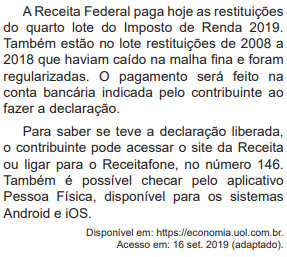 A Receita Federal paga hoje as restituições
do quarto lote do Imposto de Renda 2019.
Também estão no lote restituições de 2008 a
2018 que haviam caído na malha fina e foram
regularizadas. O pagamento será feito na
conta bancária indicada pelo contribuinte ao
fazer a declaração.
Para saber se teve a declaração liberada,
o contribuinte pode acessar o site da Receita
ou ligar para o Receitafone, no número 146.
Também é possível checar pelo aplicativo
Pessoa Física, disponível para os sistemas
Android e iOS.
Disponível em: https://economia.uol.com.br.
Acesso em: 16 set. 2019 (adaptado).